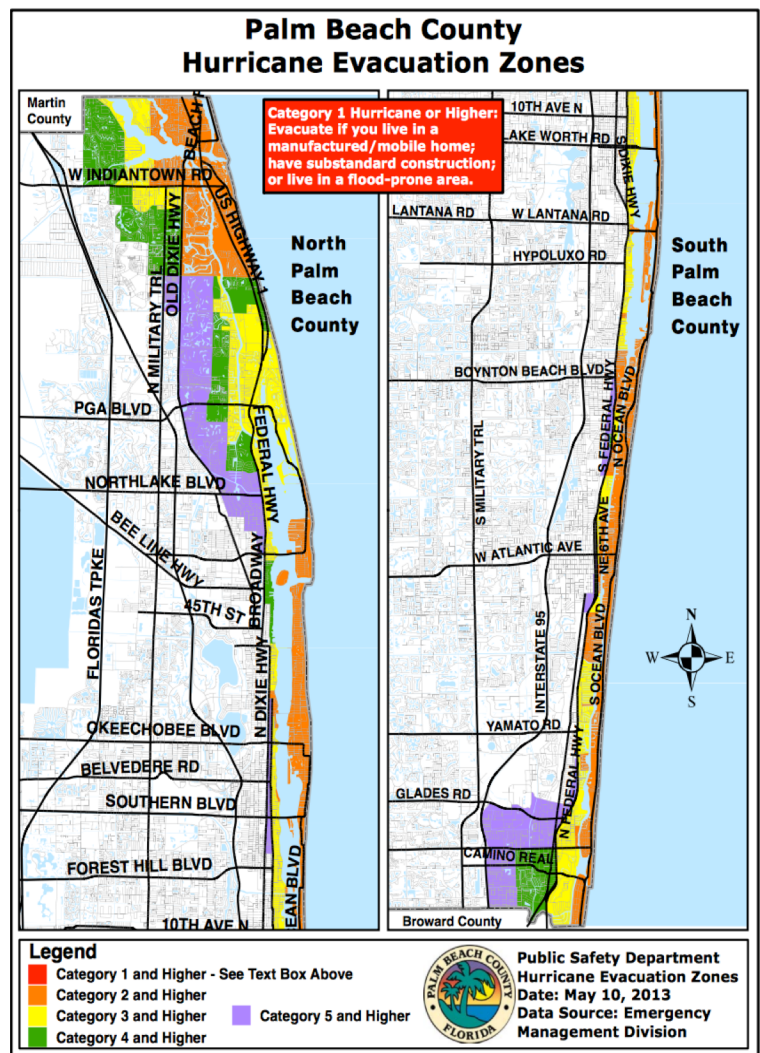 Palm Beach County
Hurricane Evacuation Zones
Martin
County
Category 1 Hurricane or Higher:
Evacuate if you live in a
manufactured/mobile home;
have substandard construction;
or live in a flood-prone area.
BEACH
W INDIANTOWN RD
US HIGHWAY 1
OLD DIXIE HWY
N MILITARY TRL
North
Palm
Beach
County
PGA BLVD
FEDERAL HWY
NORTHLAKE BLVD
BEE LINE HWY
BROADWAY
45TH ST
FLORIDAS TPKE
N DIXIE HWY
OKEECHOBEE BLVD
BELVEDERE RD
SOUTHERN BLVD
FOREST HILL BLVD
EAN BLVD
10TH AVE N
10TH AVE N
LAKE WORTH RD
S DIXIE HWY
LANTANA RD
W LANTANA RD
HYPOLUXO RD
South
Palm
Beach
County
BOYNTON BEACH BLVD
S FEDERAL HWY
N OCEAN BLVD
S MILITARY TRL
NE 6TH AVE
W ATLANTIC AVE
INTERSTATE 95
S OCEAN BLVD
N
W
E
S
YAMATO RD
N FEDERAL HWY
GLADES RD
CAMINO REAL
Broward County
Legend
Category 1 and Higher - See Text Box Above
Category 2 and Higher
Category 3 and Higher
Category 4 and Higher
Category 5 and Higher
PALM BEACH COUNTY
FLORIDA
Public Safety Department
Hurricane Evacuation Zones
Date: May 10, 2013
Data Source: Emergency
Management Division